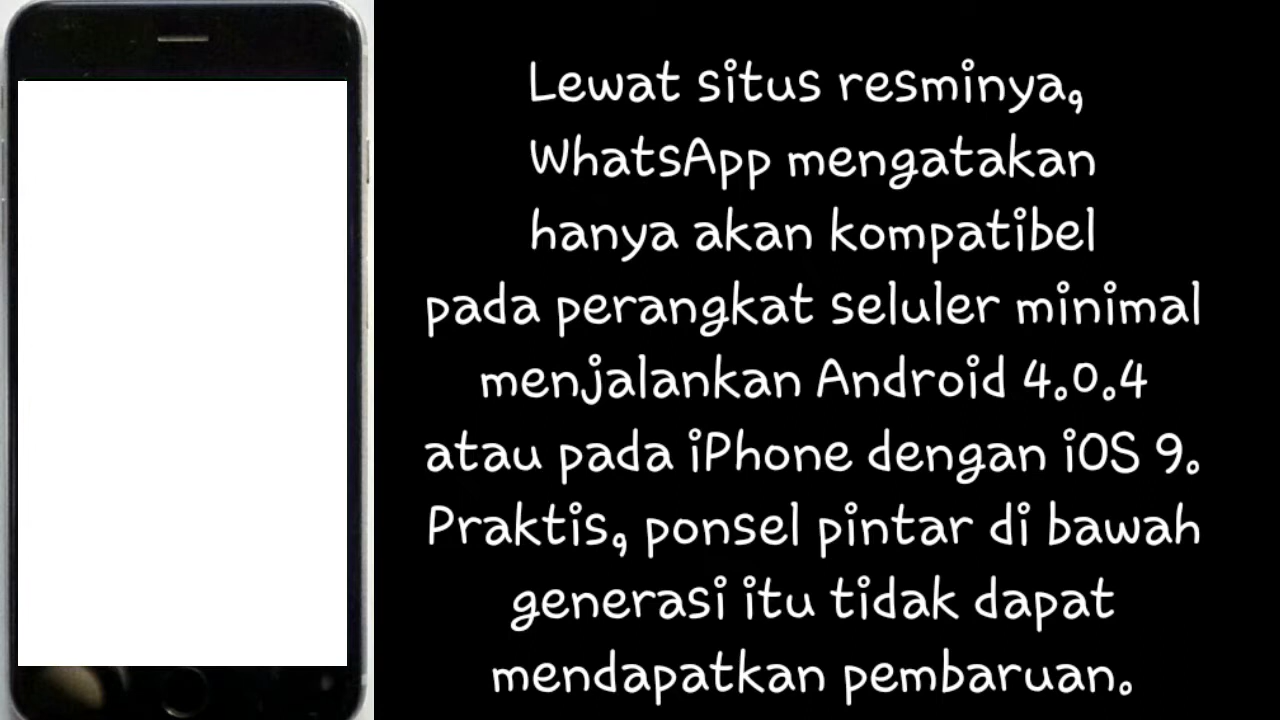 Lewat situs resminya,
WhatsApp mengatakan
hanya akan kompatibel
pada perangkat seluler minimal
menjalankan Android 4.0.4
atau pada iPhone dengan iOS 9.
Praktis, ponsel pintar di bawah
generasi itu tidak dapat
mendapatkan pembaruan.